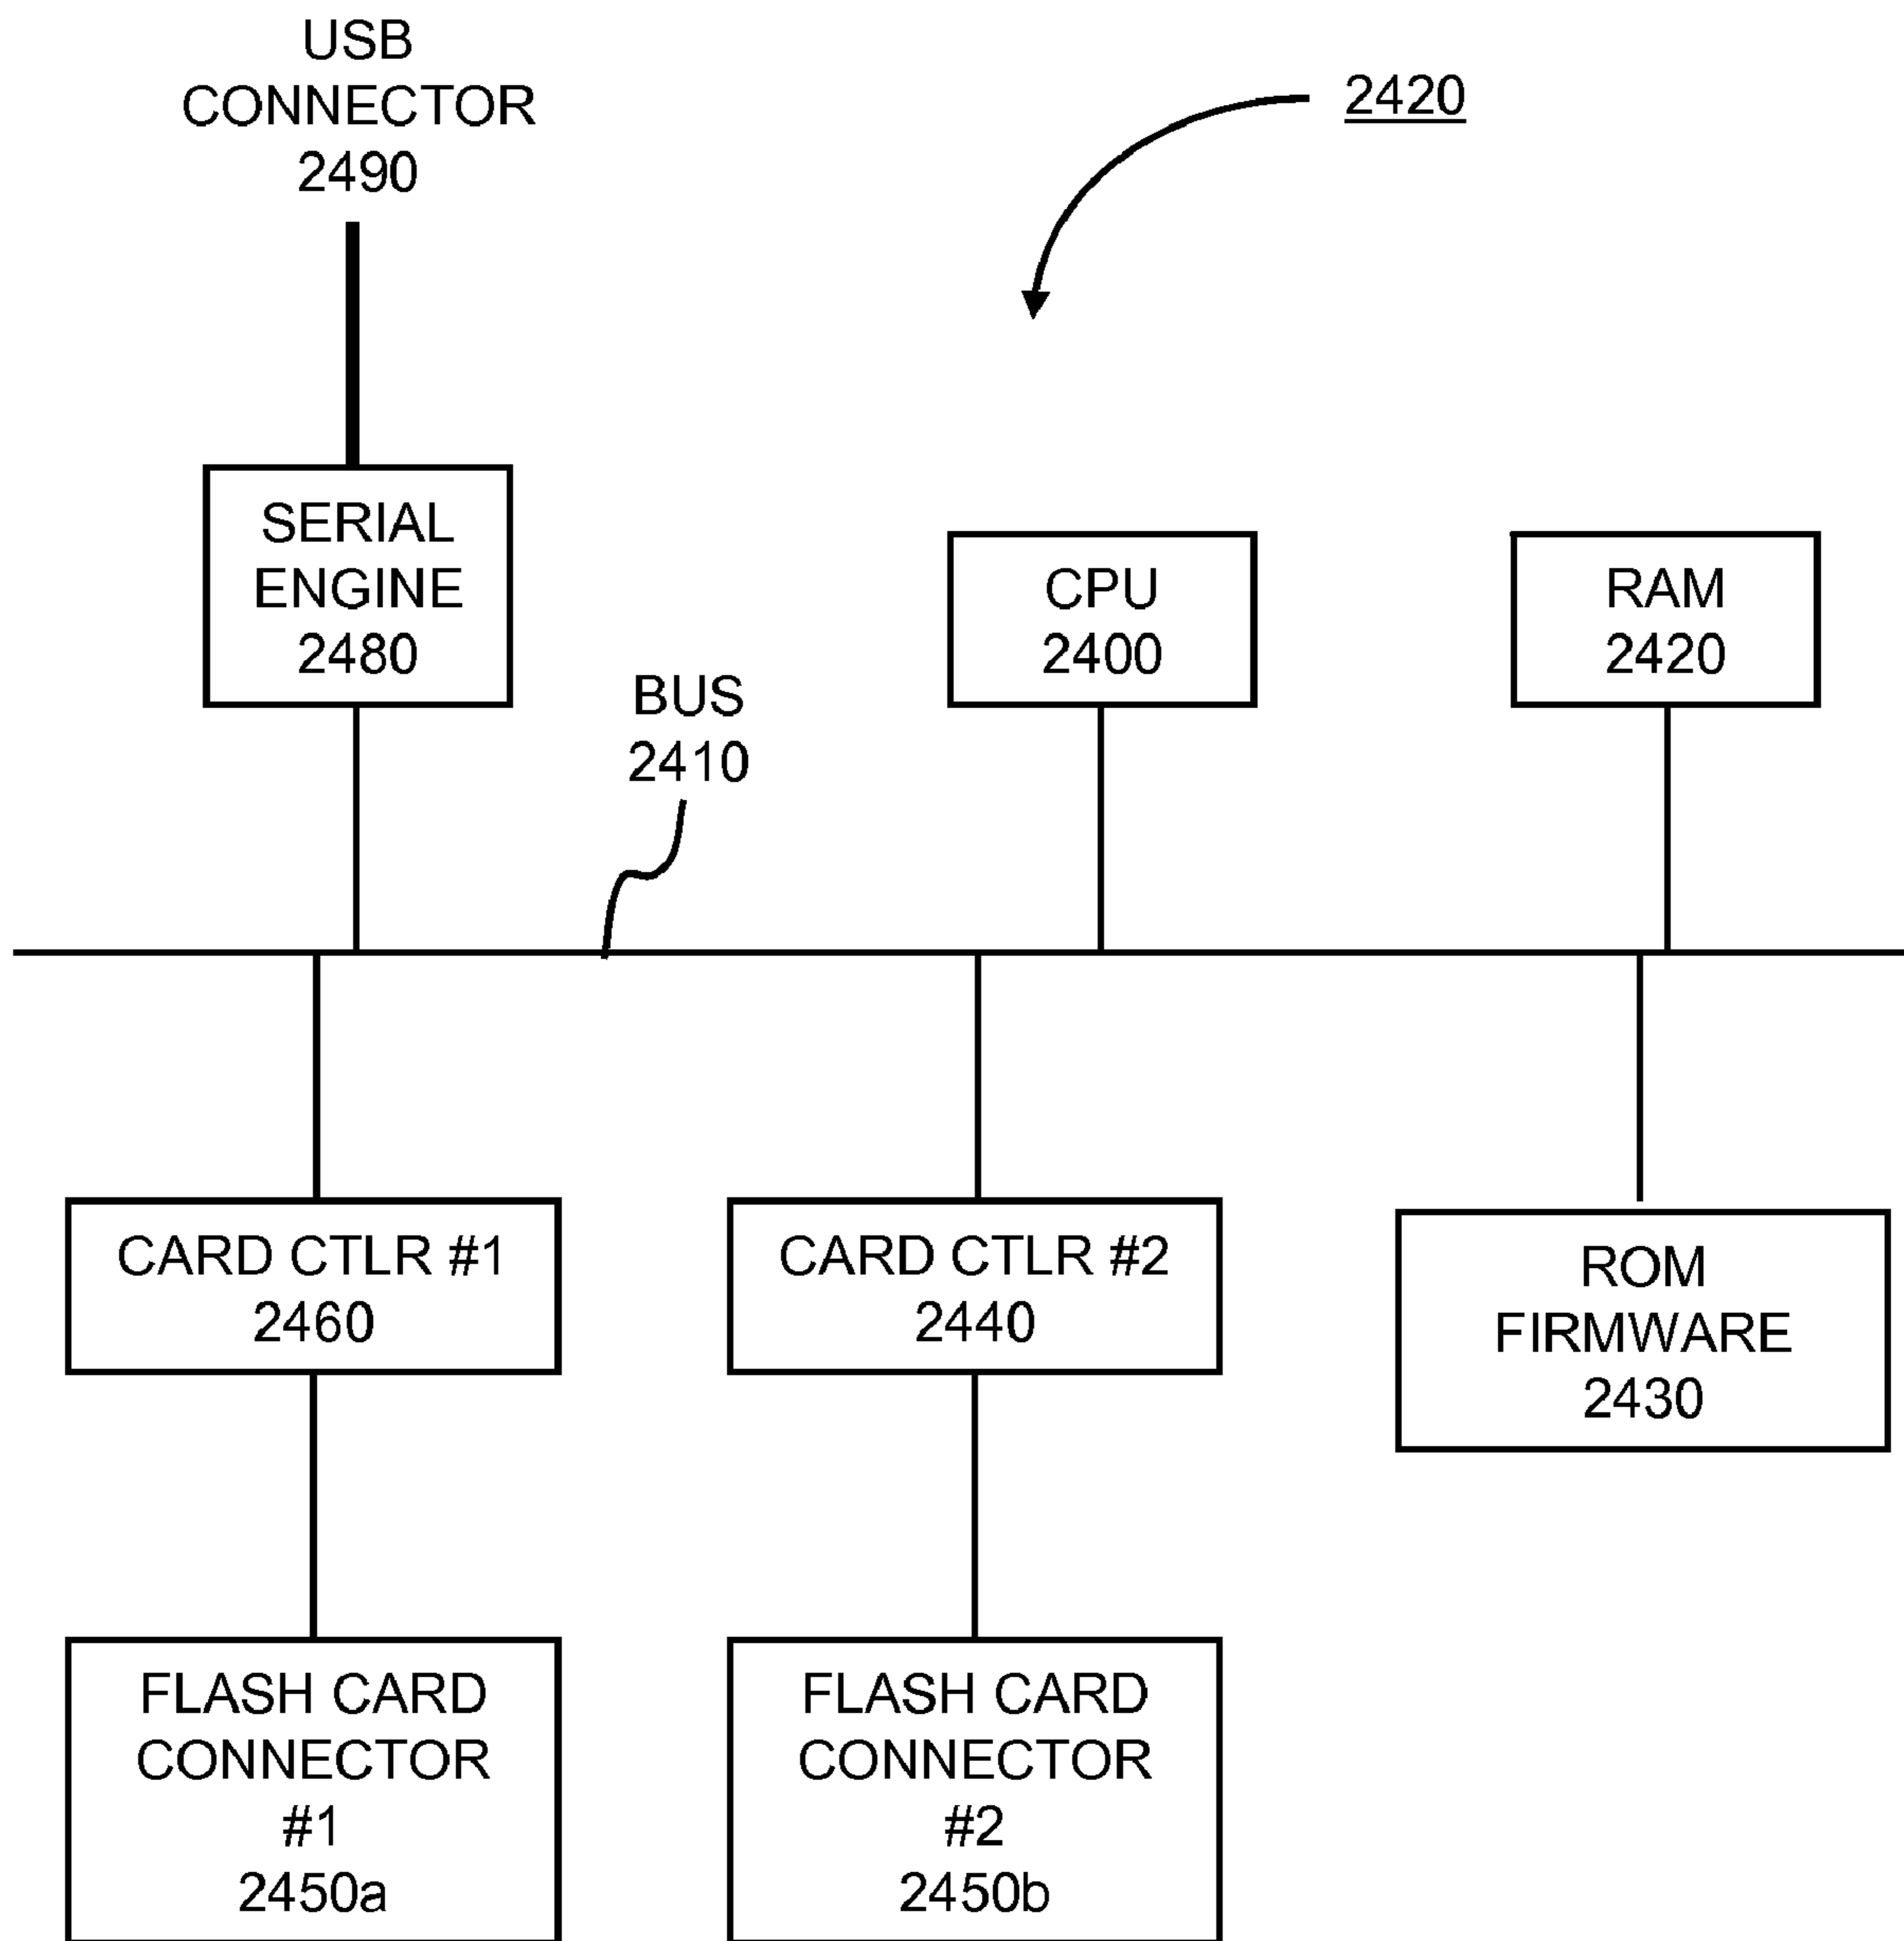 USB
CONNECTOR
2490
2420
SERIAL
ENGINE
2480
CPU
2400
RAM
2420
BUS
2410
CARD CTLR #1
2460
CARD CTLR #2
2440
ROM
FIRMWARE
2430
FLASH CARD
CONNECTOR
#1
2450a
FLASH CARD
CONNECTOR
#2
2450b